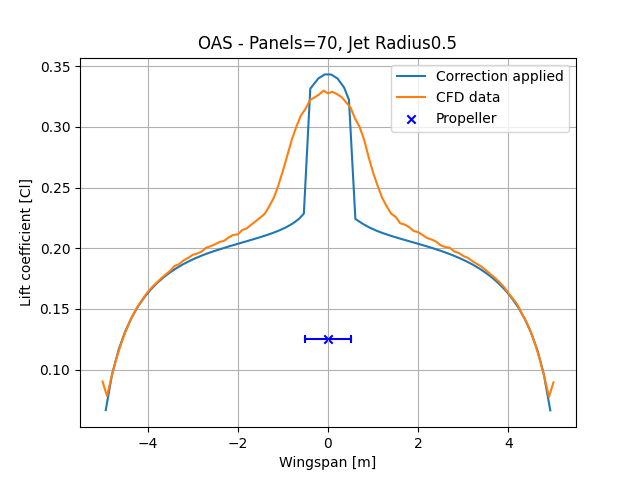 OAS - Panels=70, Jet Radius0.5
Lift coefficient [Cl]
0.35
0.30
0.25
0.20
0.15
0.10
Correction applied
CFD data
Propeller
−4 −2 0 2 4
Wingspan [m]